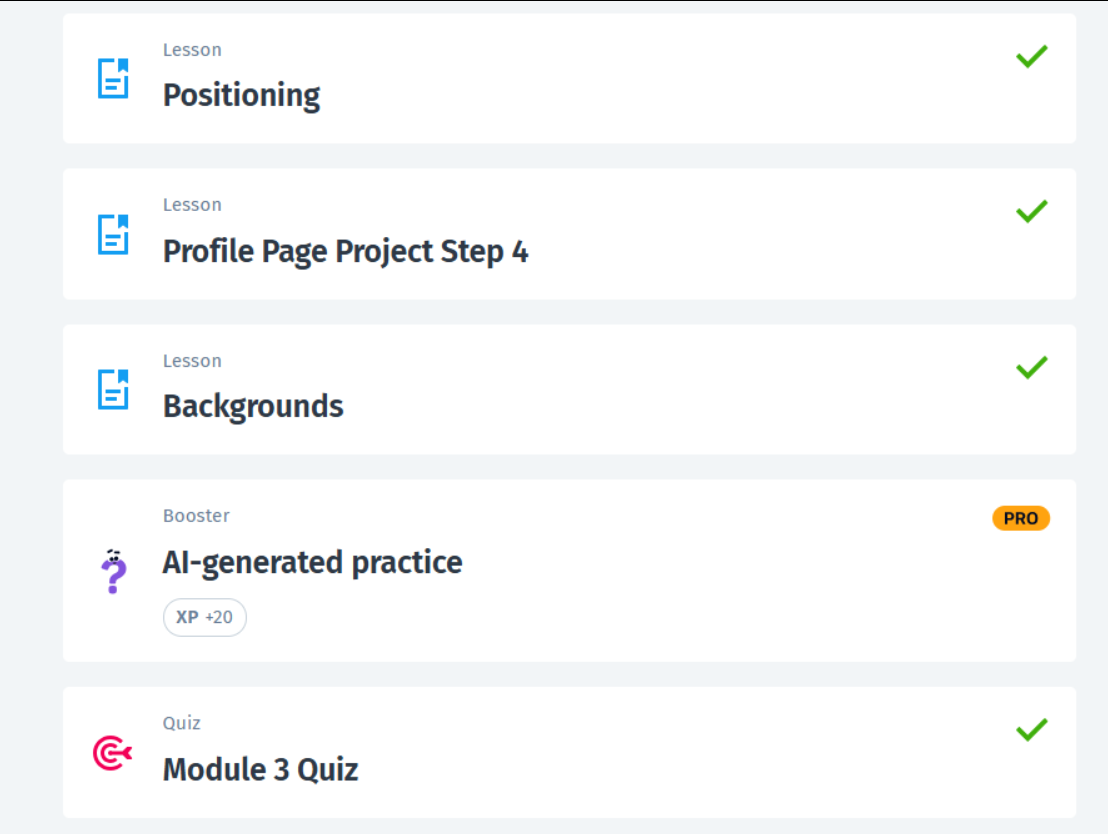 Lesson
Positioning
Lesson
Profile Page Project Step 4
Lesson
Backgrounds
Booster
PRO
AI-generated practice
XP +20
Quiz
Module 3 Quiz